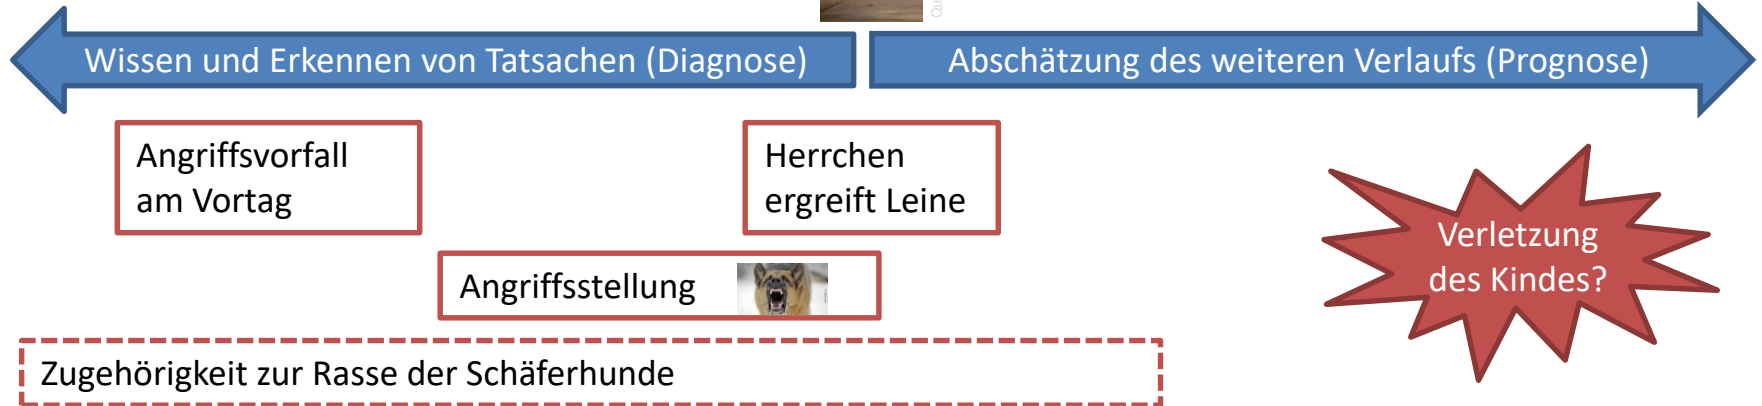 Wissen und Erkennen von Tatsachen (Diagnose)
Abschätzung des weiteren Verlaufs (Prognose)
Angriffsvorfall
am Vortag
Herrchen
ergreift Leine
Angriffsstellung
Verletzung
des Kindes?
Zugehörigkeit zur Rasse der Schäferhunde